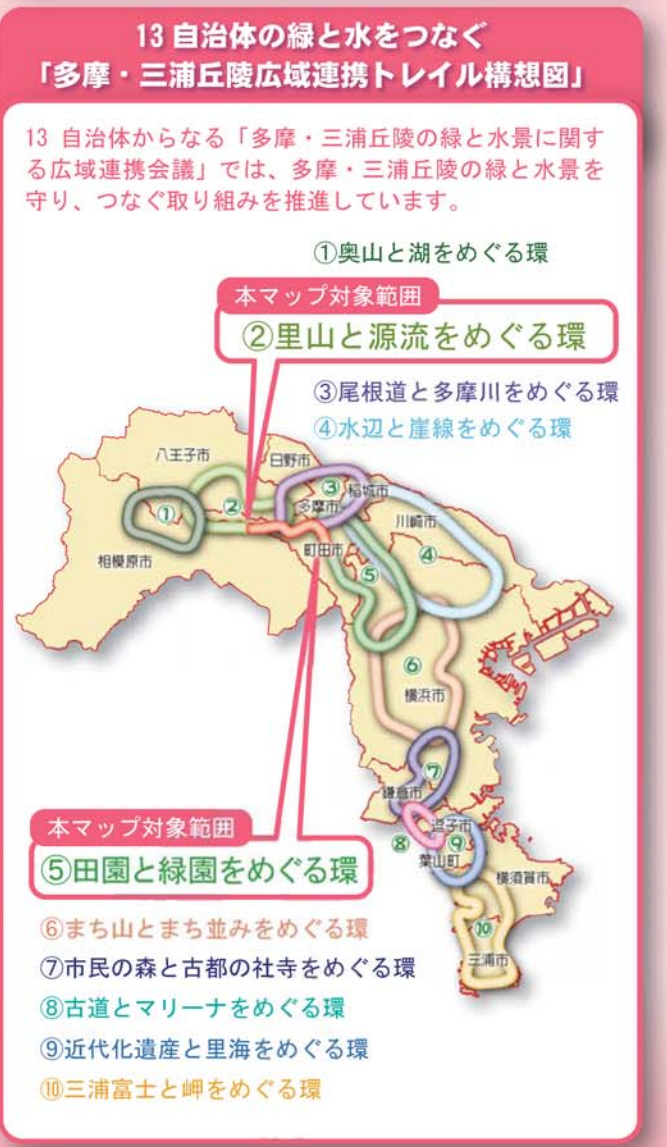 13 自治体の緑と水をつなぐ
「多摩・三浦丘陵広域連携トレイル構想図」
13 自治体からなる「多摩・三浦丘陵の緑と水景に関す
る広域連携会議」では、多摩・三浦丘陵の緑と水景を
守り、つなぐ取り組みを推進しています。
①奥山と湖をめぐる環
本マップ対象範囲
②里山と源流をめぐる環
③尾根道と多摩川をめぐる環
④水辺と崖線をめぐる環
八王子市
日野市
③
稲城市
①
②
多摩市
川崎市
町田市
④
相模原市
⑤
⑥
横浜市
⑦
鎌倉市
逗子市
⑧
⑨
葉山町
横須賀市
⑩
三浦市
本マップ対象範囲
⑤田園と緑園をめぐる環
⑥まち山とまち並みをめぐる環
⑦市民の森と古都の社寺をめぐる環
⑧古道とマリーナをめぐる環
⑨近代化遺産と里海をめぐる環
⑩三浦富士と岬をめぐる環